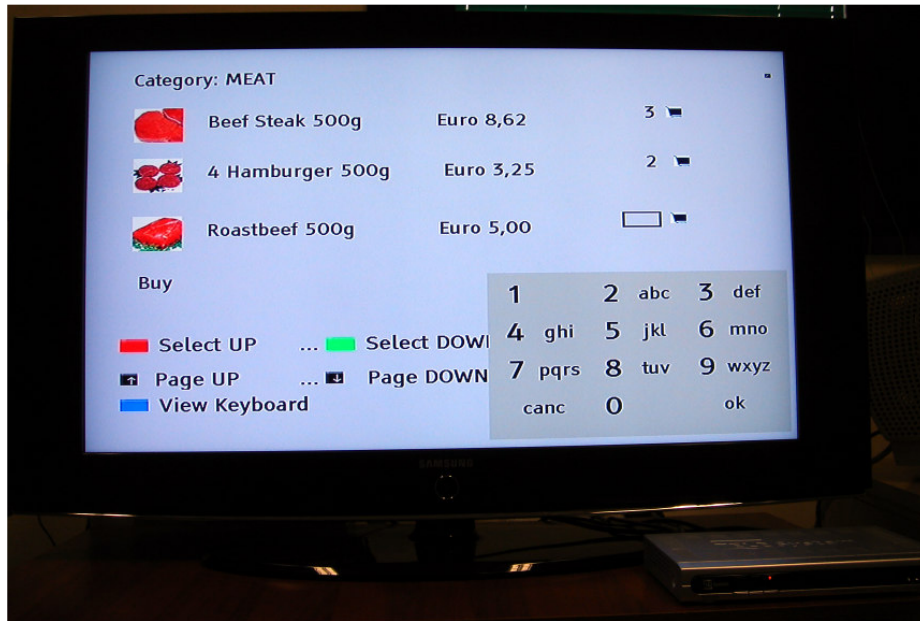 Category: MEAT
Beef Steak 500g Euro 8,62 3
4 Hamburger 500g Euro 3,25 2
Roastbeef 500g Euro 5,00
Buy
1 2 abc 3 def
4 ghi 5 jkl 6 mno
7 pqrs 8 tuv 9 wxyz
canc 0 ok
Select UP ... Select DOW
Page UP ... Page DOWN
View Keyboard
SAMSUNG